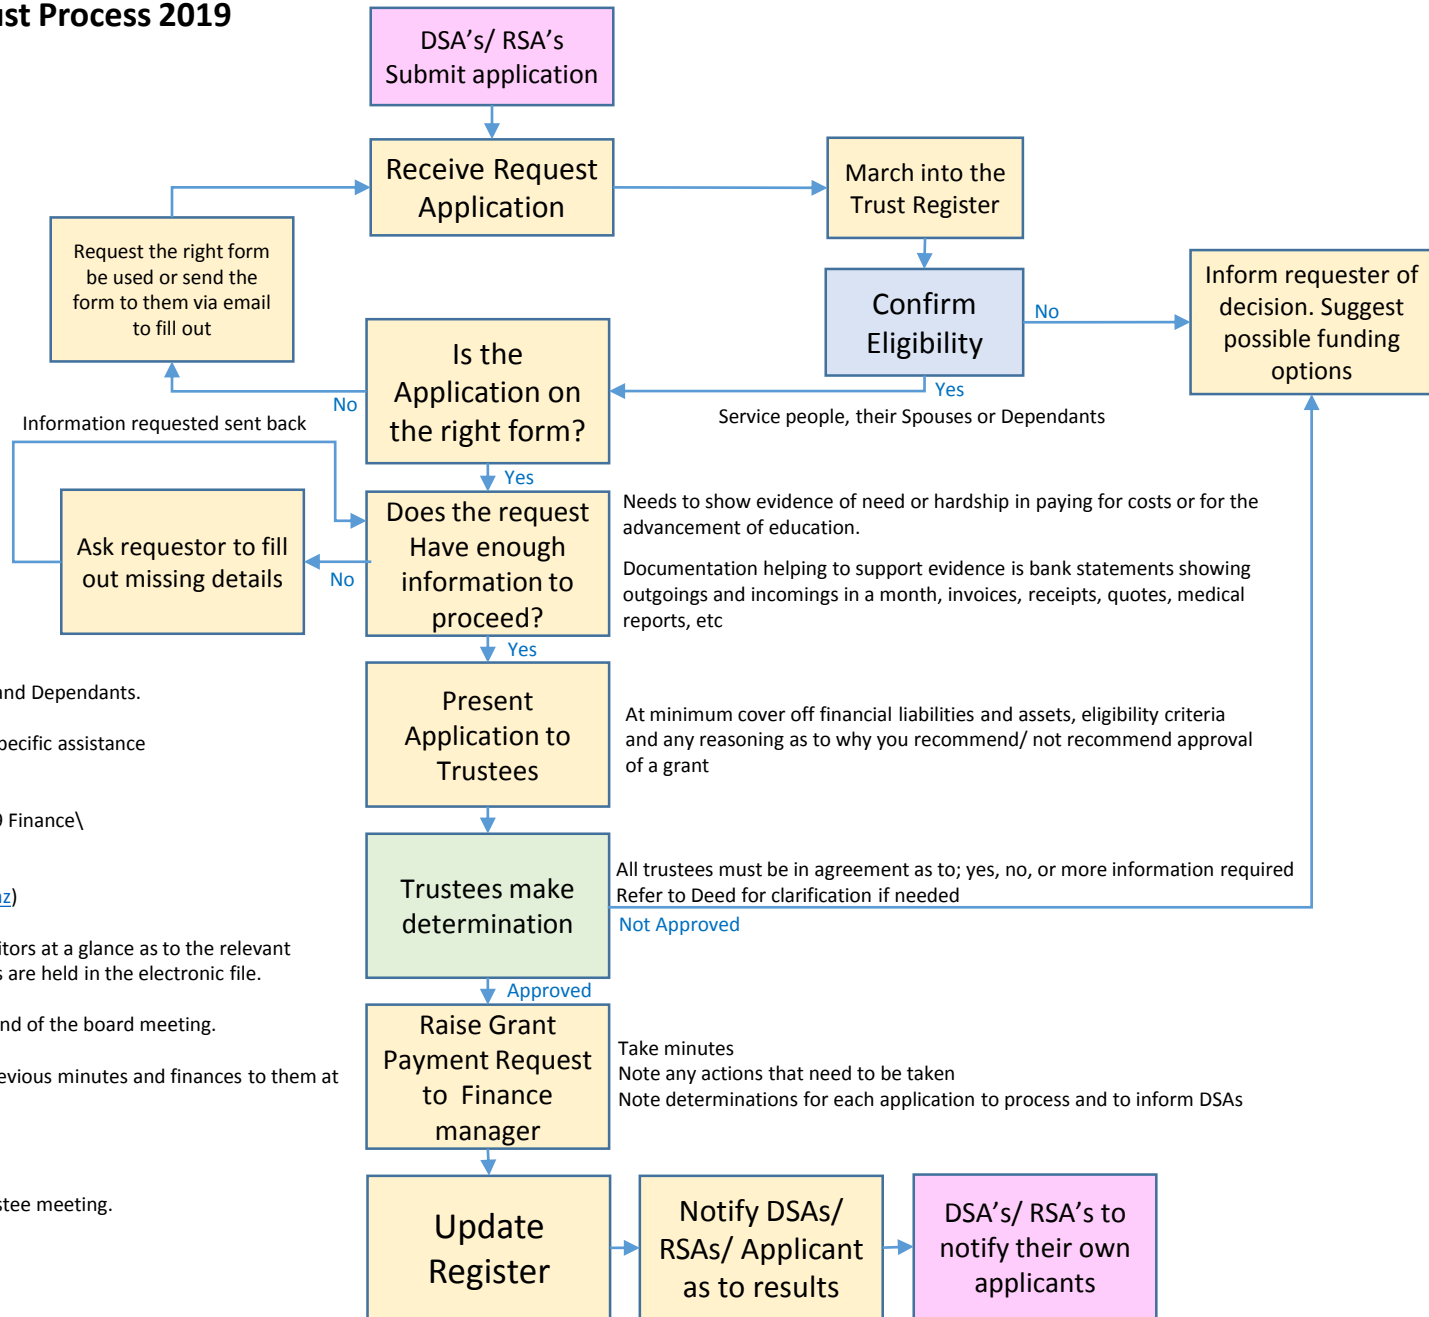 ust Process 2019
DSA's/ RSA's
Submit application
Receive Request
Application
March into the
Trust Register
Request the right form
be used or send the
form to them via email
to fill out
Confirm
Eligibility
No
Inform requester of
decision. Suggest
possible funding
options
Is the
Application on
the right form?
No
Yes
Service people, their Spouses or Dependants
Information requested sent back
Yes
Ask requestor to fill
out missing details
No
Does the request
Have enough
information to
proceed?
Needs to show evidence of need or hardship in paying for costs or for the
advancement of education.
Documentation helping to support evidence is bank statements showing
outgoings and incomings in a month, invoices, receipts, quotes, medical
reports, etc
Yes
and Dependants.
pecific assistance
9 Finance\
nz)
itors at a glance as to the relevant
s are held in the electronic file.
nd of the board meeting.
evious minutes and finances to them at
stee meeting.
Present
Application to
Trustees
At minimum cover off financial liabilities and assets, eligibility criteria
and any reasoning as to why you recommend/ not recommend approval
of a grant
Trustees make
determination
All trustees must be in agreement as to; yes, no, or more information required
Refer to Deed for clarification if needed
Not Approved
Approved
Raise Grant
Payment Request
to Finance
manager
Take minutes
Note any actions that need to be taken
Note determinations for each application to process and to inform DSAs
Update
Register
Notify DSAs/
RSAs/ Applicant
as to results
DSA's/ RSA's to
notify their own
applicants